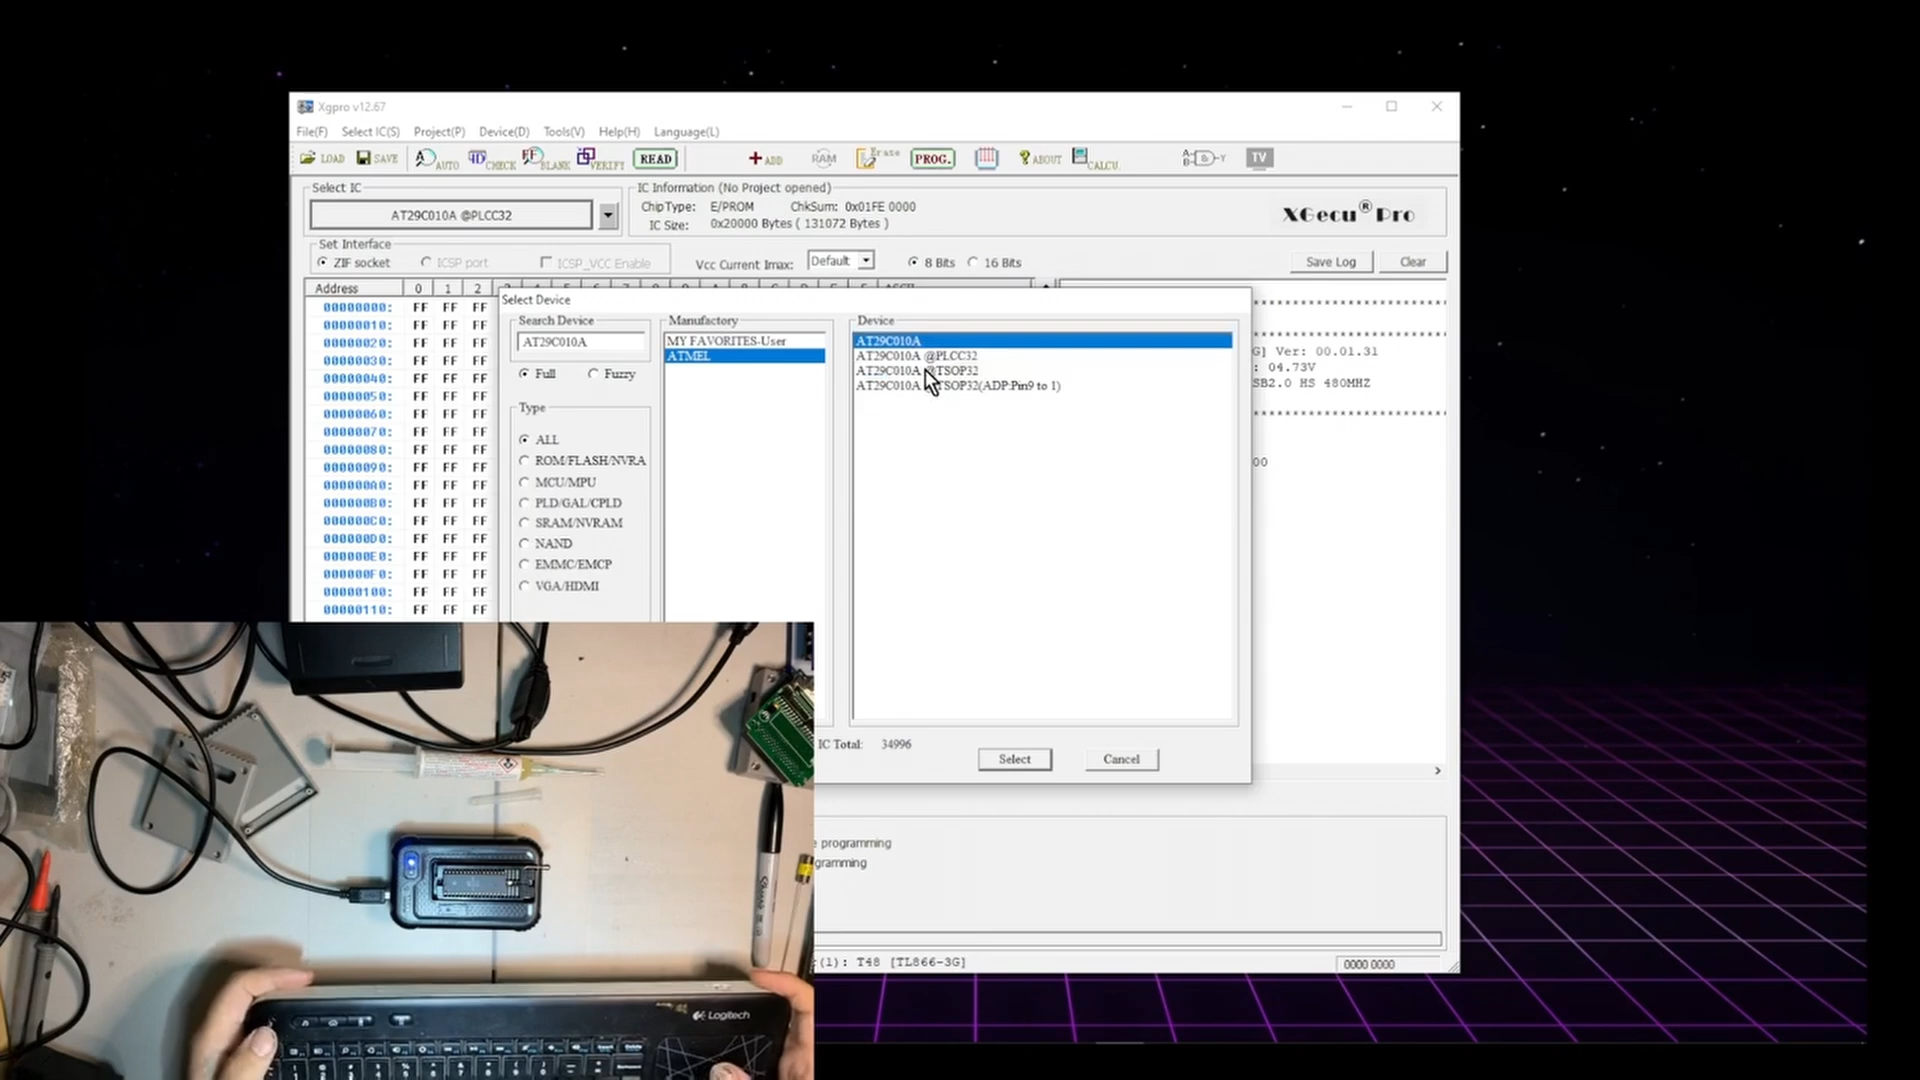 Xgpro v12.67
File(F) Select IC(S) Project(P) Device(D) Tools(V) Help(H) Language(L)
LOAD SAVE AUTO CHECK BLANK VERIFY READ ADD RAM Erase PROG. ABOUT CALCU. TV
Select IC
AT29C010A @PLCC32
IC Information (No Project opened)
ChipType: E/PROM ChkSum: 0x01FE 0000
IC Size: 0x20000 Bytes ( 131072 Bytes )
XGecu® Pro
Set Interface
ZIF socket ICSP port ICSP_VCC Enable
Vcc Current Imax: Default 8 Bits 16 Bits
Save Log Clear
Address 0 1 2
00000000: FF FF FF
00000010: FF FF FF
00000020: FF FF FF
00000030: FF FF FF
00000040: FF FF FF
00000050: FF FF FF
00000060: FF FF FF
00000070: FF FF FF
00000080: FF FF FF
00000090: FF FF FF
000000A0: FF FF FF
000000B0: FF FF FF
000000C0: FF FF FF
000000D0: FF FF FF
000000E0: FF FF FF
000000F0: FF FF FF
00000100: FF FF FF
00000110: FF FF FF
Select Device
Search Device
AT29C010A
Full Fuzzy
Type
ALL
ROM/FLASH/NVRA
MCU/MPU
PLD/GAL/CPLD
SRAM/NVRAM
NAND
EMMC/EMCP
VGA/HDMI
Manufactory
MY FAVORITES-User
ATMEL
Device
AT29C010A
AT29C010A @PLCC32
AT29C010A @TSOP32
AT29C010A TSOP32(ADP:Pin9 to 1)
IC Total: 34996
Select Cancel
G] Ver: 00.01.31
: 04.73V
SB2.0 HS 480MHZ
00
e programming
gramming
(1): T48 [TL866-3G]
0000 0000
Logitech